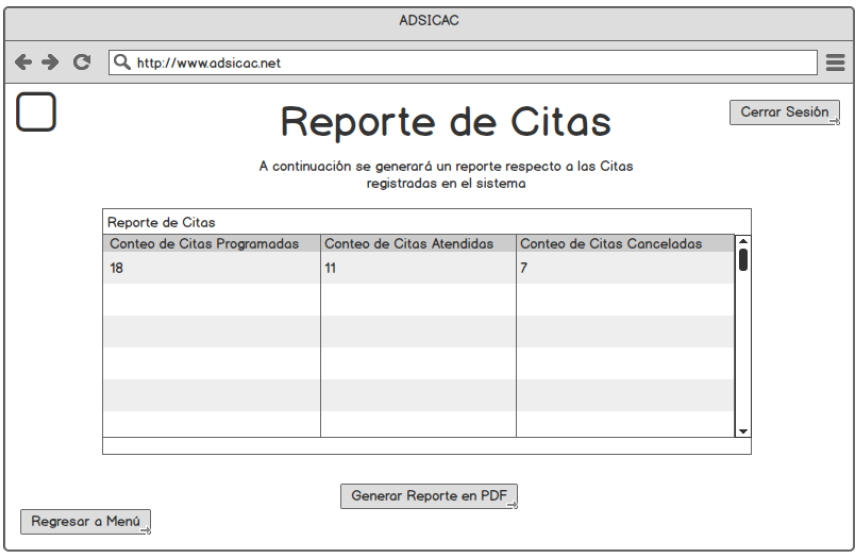 ADSICAC
http://www.adsicac.net
Reporte de Citas
Cerrar Sesión
A continuación se generará un reporte respecto a las Citas
registradas en el sistema
Reporte de Citas
Conteo de Citas Programadas Conteo de Citas Atendidas Conteo de Citas Canceladas
18 11 7
Generar Reporte en PDF
Regresar a Menú